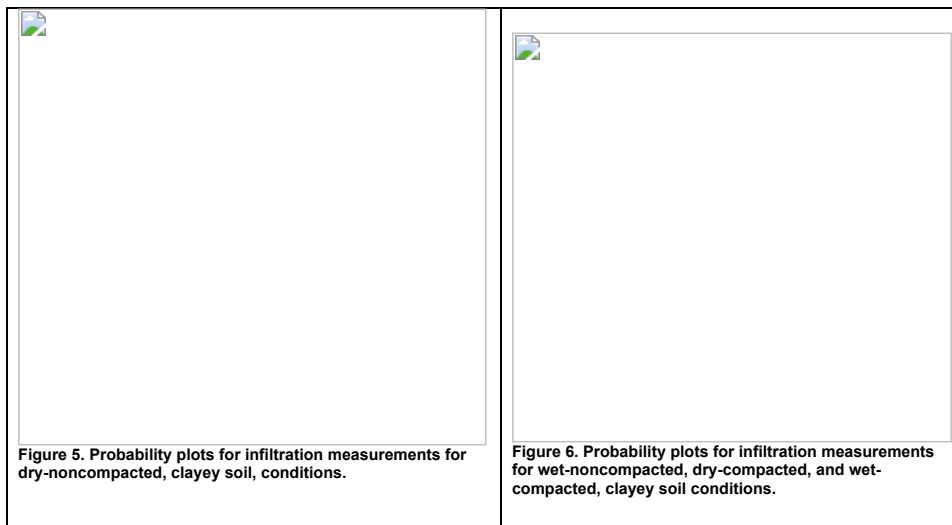 Figure 5. Probability plots for infiltration measurements for
dry-noncompacted, clayey soil, conditions.
Figure 6. Probability plots for infiltration measurements
for wet-noncompacted, dry-compacted, and wet-
compacted, clayey soil conditions.